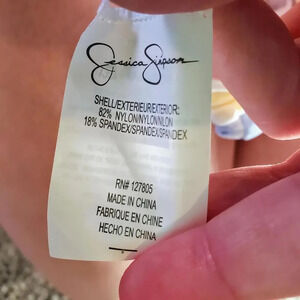 Jessica Simpson
SHELL/EXTERIEUR/EXTERIOR:
82% NYLON/NYLON/NILON
18% SPANDEX/SPANDEX/SPANDEX
RN# 127805
MADE IN CHINA
FABRIQUE EN CHINE
HECHO EN CHINA